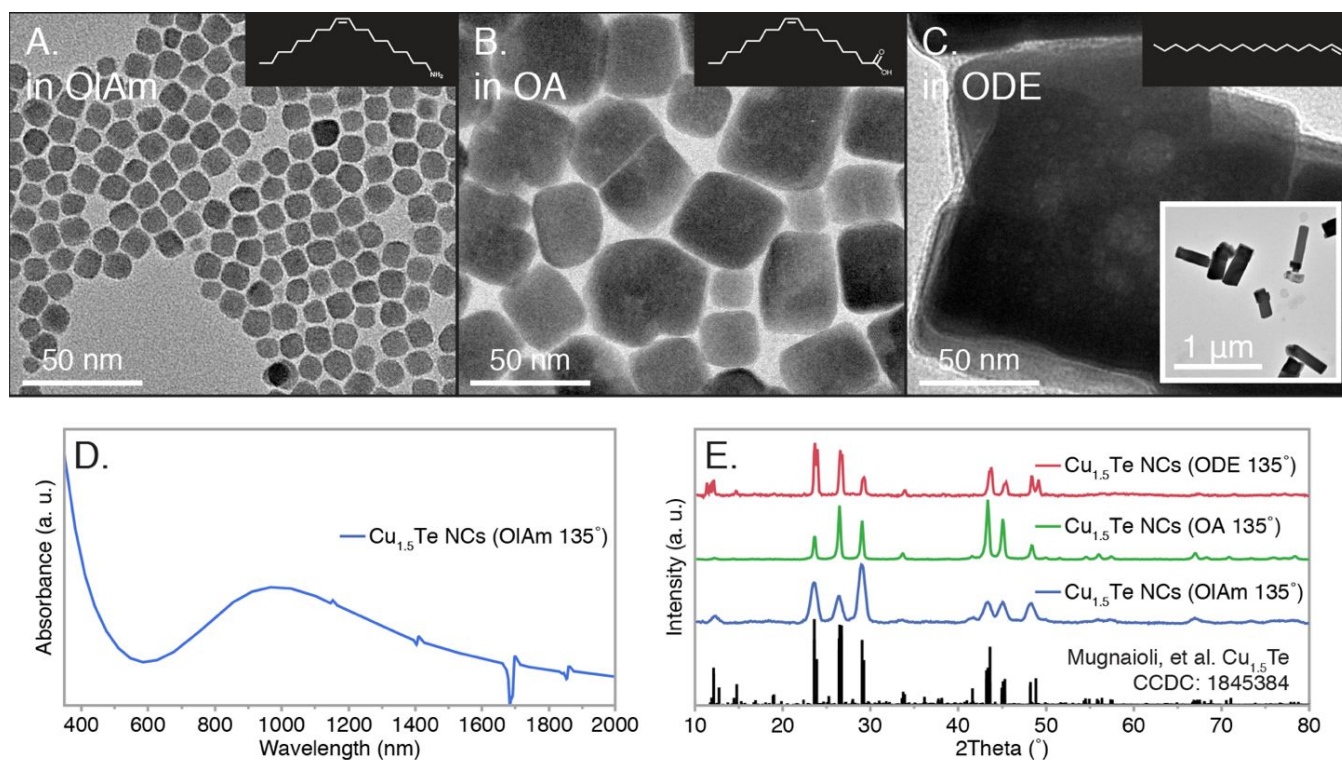 A.
in OlAm
NH₂
50 nm
B.
in OA
O
OH
50 nm
C.
in ODE
50 nm
1 μm
D.
Cu₁.₅Te NCs (OlAm 135°)
Absorbance (a. u.)
400 600 800 1000 1200 1400 1600 1800 2000
Wavelength (nm)
E.
Cu₁.₅Te NCs (ODE 135°)
Cu₁.₅Te NCs (OA 135°)
Cu₁.₅Te NCs (OlAm 135°)
Mugnaioli, et al. Cu₁.₅Te
CCDC: 1845384
Intensity (a. u.)
10 20 30 40 50 60 70 80
2Theta (°)